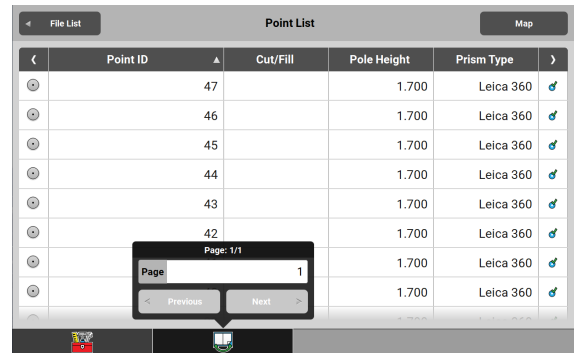 File List
Point List
Map
Point ID Cut/Fill Pole Height Prism Type
47 1.700 Leica 360
46 1.700 Leica 360
45 1.700 Leica 360
44 1.700 Leica 360
43 1.700 Leica 360
42 1.700 Leica 360
1.700 Leica 360
1.700 Leica 360
Page: 1/1
Page 1
< Previous Next >